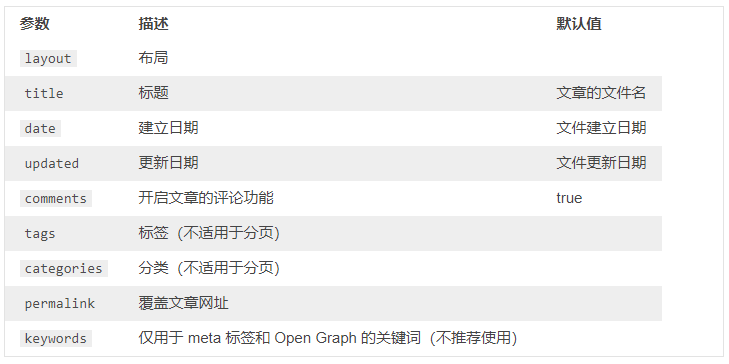 参数 描述 默认值
layout 布局
title 标题 文章的文件名
date 建立日期 文件建立日期
updated 更新日期 文件更新日期
comments 开启文章的评论功能 true
tags 标签（不适用于分页）
categories 分类（不适用于分页）
permalink 覆盖文章网址
keywords 仅用于 meta 标签和 Open Graph 的关键词（不推荐使用）